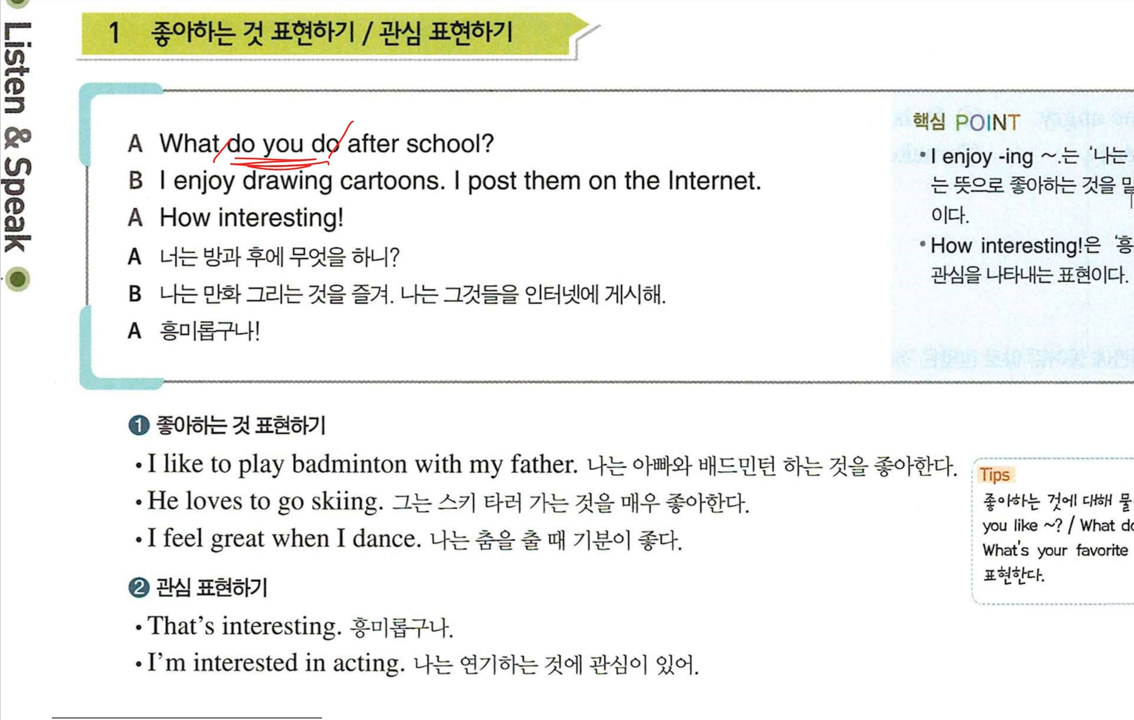 Listen & Speak
1 좋아하는 것 표현하기 / 관심 표현하기
A What do you do after school?
B I enjoy drawing cartoons. I post them on the Internet.
A How interesting!
A 너는 방과 후에 무엇을 하니?
B 나는 만화 그리는 것을 즐겨. 나는 그것들을 인터넷에 게시해.
A 흥미롭구나!
핵심 POINT
• I enjoy -ing ~.는 '나는
는 뜻으로 좋아하는 것을 말
이다.
• How interesting!은 '흥
관심을 나타내는 표현이다.
1 좋아하는 것 표현하기
• I like to play badminton with my father. 나는 아빠와 배드민턴 하는 것을 좋아한다.
• He loves to go skiing. 그는 스키 타러 가는 것을 매우 좋아한다.
• I feel great when I dance. 나는 춤을 출 때 기분이 좋다.
Tips
좋아하는 것에 대해 물
you like ~? / What do
What's your favorite
표현한다.
2 관심 표현하기
• That's interesting. 흥미롭구나.
• I'm interested in acting. 나는 연기하는 것에 관심이 있어.